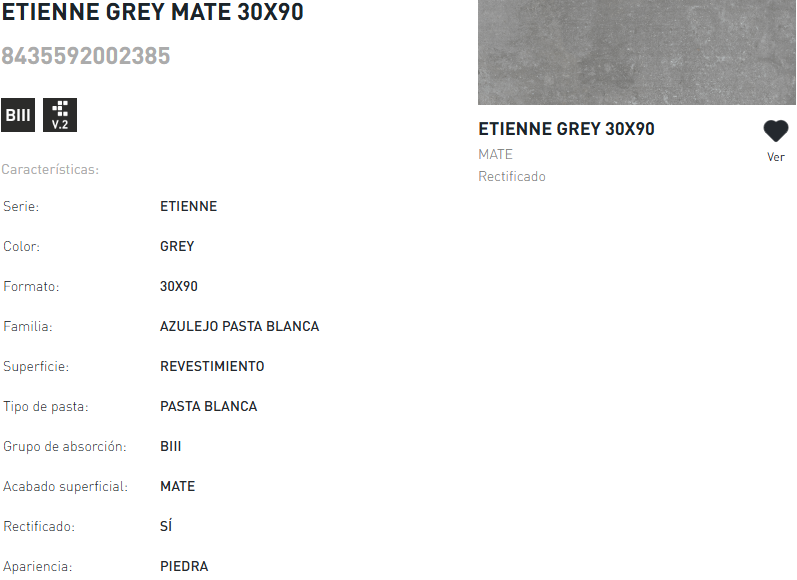 ETIENNE GREY MATE 30X90
8435592002385
BIII
V.2
Características:
Serie: ETIENNE
Color: GREY
Formato: 30X90
Familia: AZULEJO PASTA BLANCA
Superficie: REVESTIMIENTO
Tipo de pasta: PASTA BLANCA
Grupo de absorción: BIII
Acabado superficial: MATE
Rectificado: SÍ
Apariencia: PIEDRA
ETIENNE GREY 30X90
MATE
Rectificado
Ver